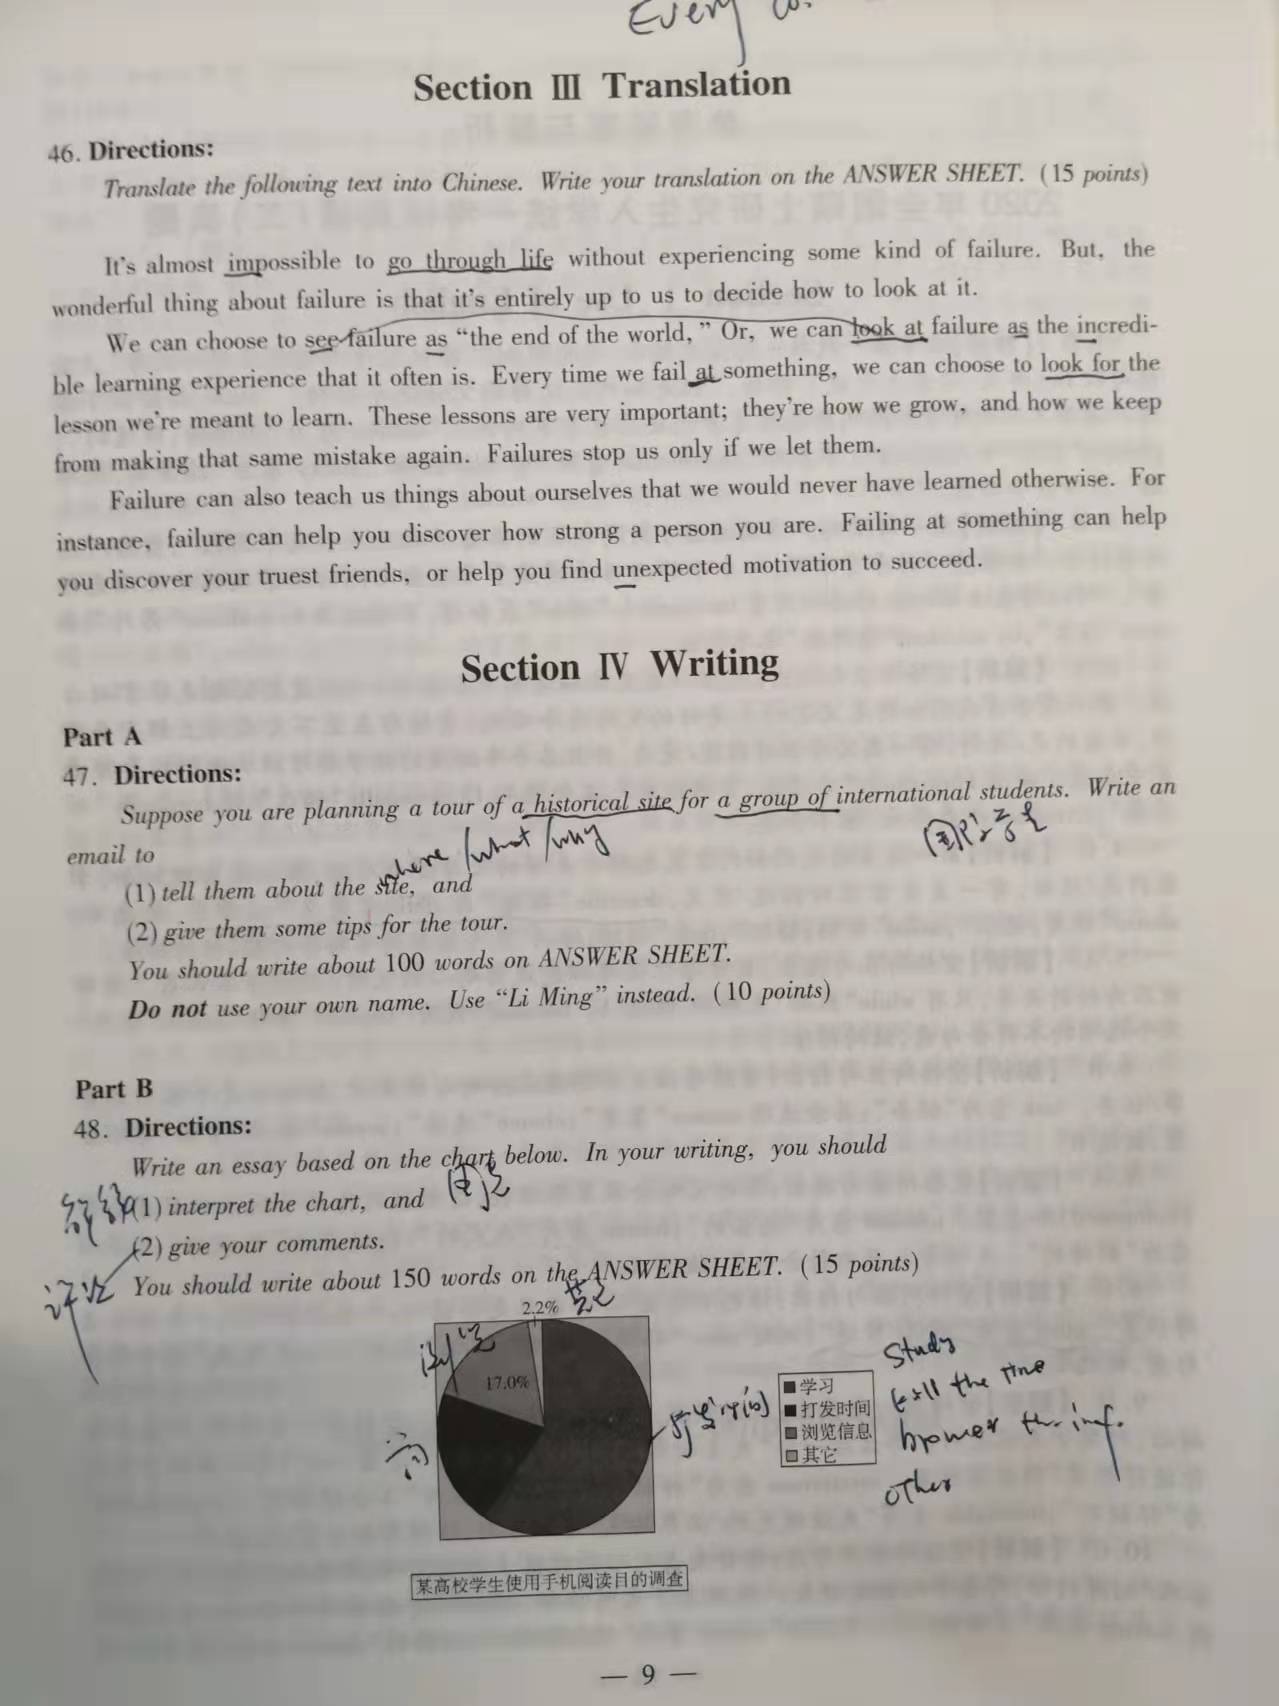 Every
Section Ⅲ Translation
46. Directions:
Translate the following text into Chinese. Write your translation on the ANSWER SHEET. (15 points)
It's almost impossible to go through life without experiencing some kind of failure. But, the
wonderful thing about failure is that it's entirely up to us to decide how to look at it.
We can choose to see failure as “the end of the world,” Or, we can look at failure as the incredi-
ble learning experience that it often is. Every time we fail at something, we can choose to look for the
lesson we're meant to learn. These lessons are very important; they're how we grow, and how we keep
from making that same mistake again. Failures stop us only if we let them.
Failure can also teach us things about ourselves that we would never have learned otherwise. For
instance, failure can help you discover how strong a person you are. Failing at something can help
you discover your truest friends, or help you find unexpected motivation to succeed.
Section Ⅳ Writing
Part A
47. Directions:
Suppose you are planning a tour of a historical site for a group of international students. Write an
email to
where/what/why
(1) tell them about the site, and
(2) give them some tips for the tour.
You should write about 100 words on ANSWER SHEET.
Do not use your own name. Use “Li Ming” instead. (10 points)
Part B
48. Directions:
Write an essay based on the chart below. In your writing, you should
(1) interpret the chart, and
(2) give your comments.
评论
You should write about 150 words on the ANSWER SHEET. (15 points)
2.2% 其它
浏览
17.0%
学习 Study
打发时间 kill the time
浏览信息 the inf.
其它 other
某高校学生使用手机阅读目的调查
— 9 —